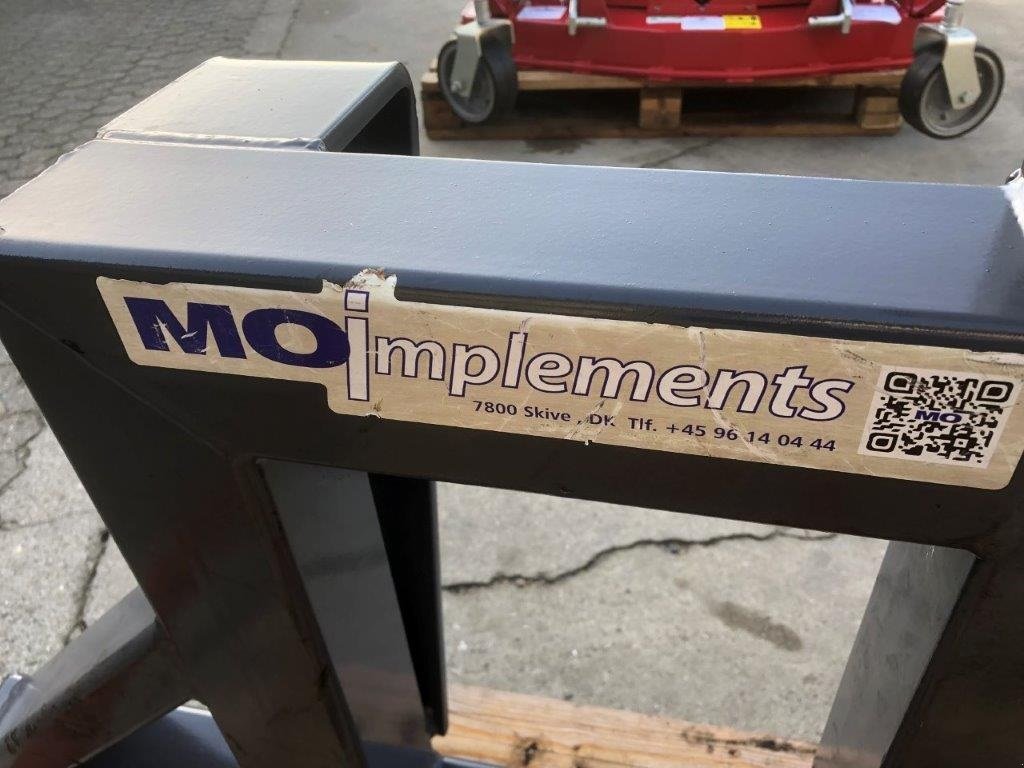 MOimplements
7800 Skive, DK Tlf. +45 96 14 04 44
MO